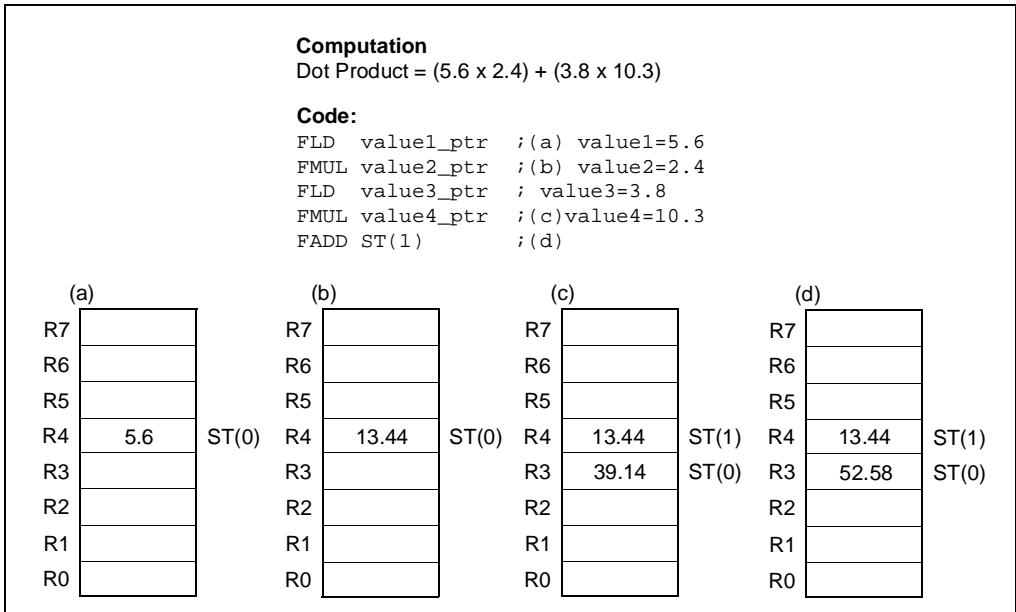 Computation
Dot Product = (5.6 x 2.4) + (3.8 x 10.3)
Code:
FLD value1_ptr ;(a) value1=5.6
FMUL value2_ptr ;(b) value2=2.4
FLD value3_ptr ; value3=3.8
FMUL value4_ptr ;(c)value4=10.3
FADD ST(1) ;(d)
(a) (b) (c) (d)
R7 R7 R7 R7
R6 R6 R6 R6
R5 R5 R5 R5
R4 5.6 ST(0) R4 13.44 ST(0) R4 13.44 ST(1) R4 13.44 ST(1)
R3 R3 R3 39.14 ST(0) R3 52.58 ST(0)
R2 R2 R2 R2
R1 R1 R1 R1
R0 R0 R0 R0